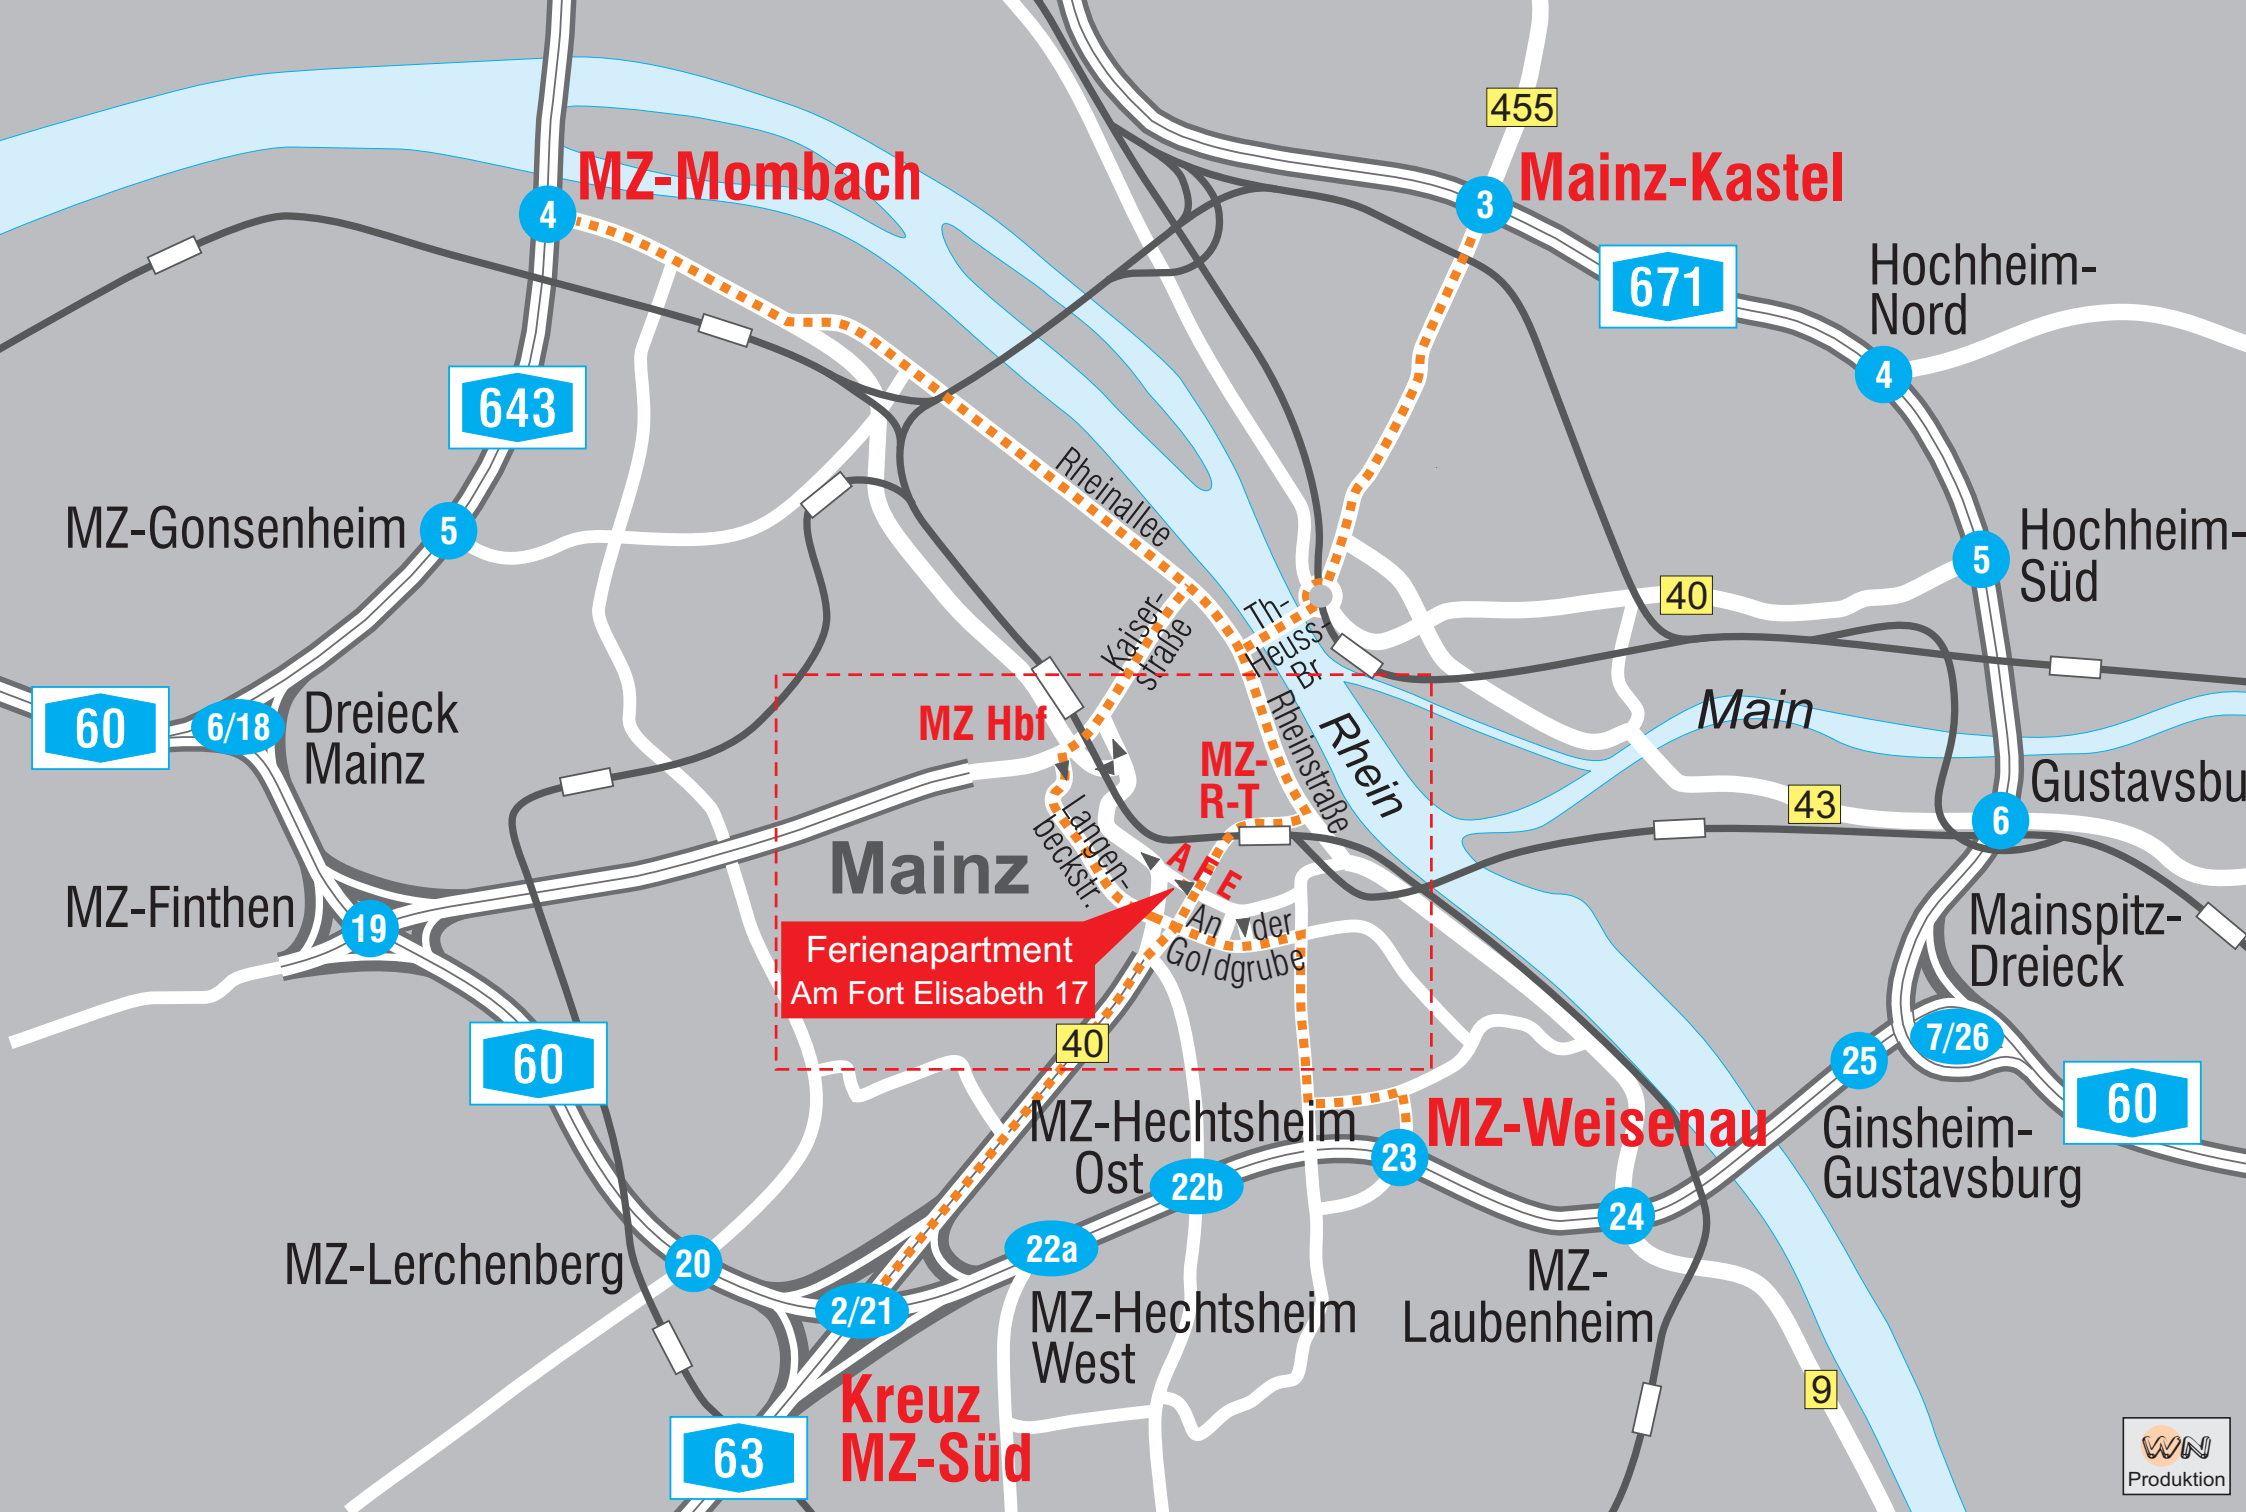 455
MZ-Mombach
Mainz-Kastel
4
3
671
Hochheim-
Nord
4
643
Rheinallee
MZ-Gonsenheim
5
Hochheim-
Süd
5
40
Kaiser-
straße
Th-
Heuss-
Br
60
6/18
Dreieck
Mainz
MZ Hbf
MZ-
R-T
Rheinstraße
Rhein
Main
Gustavsbu
43
6
Langen-
beckstr.
Mainz
A F E
MZ-Finthen
19
An der
Goldgrube
Ferienapartment
Am Fort Elisabeth 17
Mainspitz-
Dreieck
60
40
25
7/26
60
MZ-Hechtsheim
Ost
22b
23
MZ-Weisenau
Ginsheim-
Gustavsburg
24
MZ-Lerchenberg
20
22a
2/21
MZ-Hechtsheim
West
MZ-
Laubenheim
Kreuz
MZ-Süd
63
9
WN
Produktion